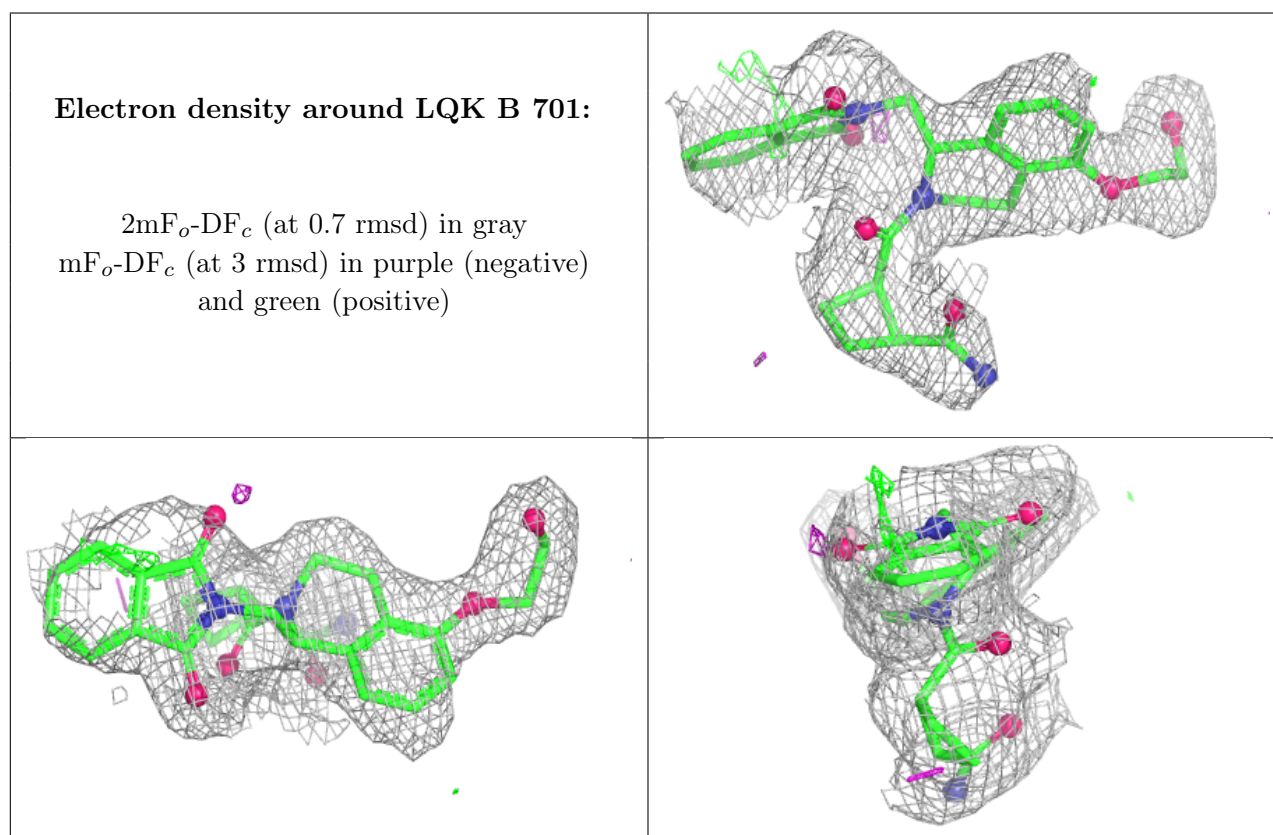 Electron density around LQK B 701:
2mFo-DFc (at 0.7 rmsd) in gray
mFo-DFc (at 3 rmsd) in purple (negative)
and green (positive)